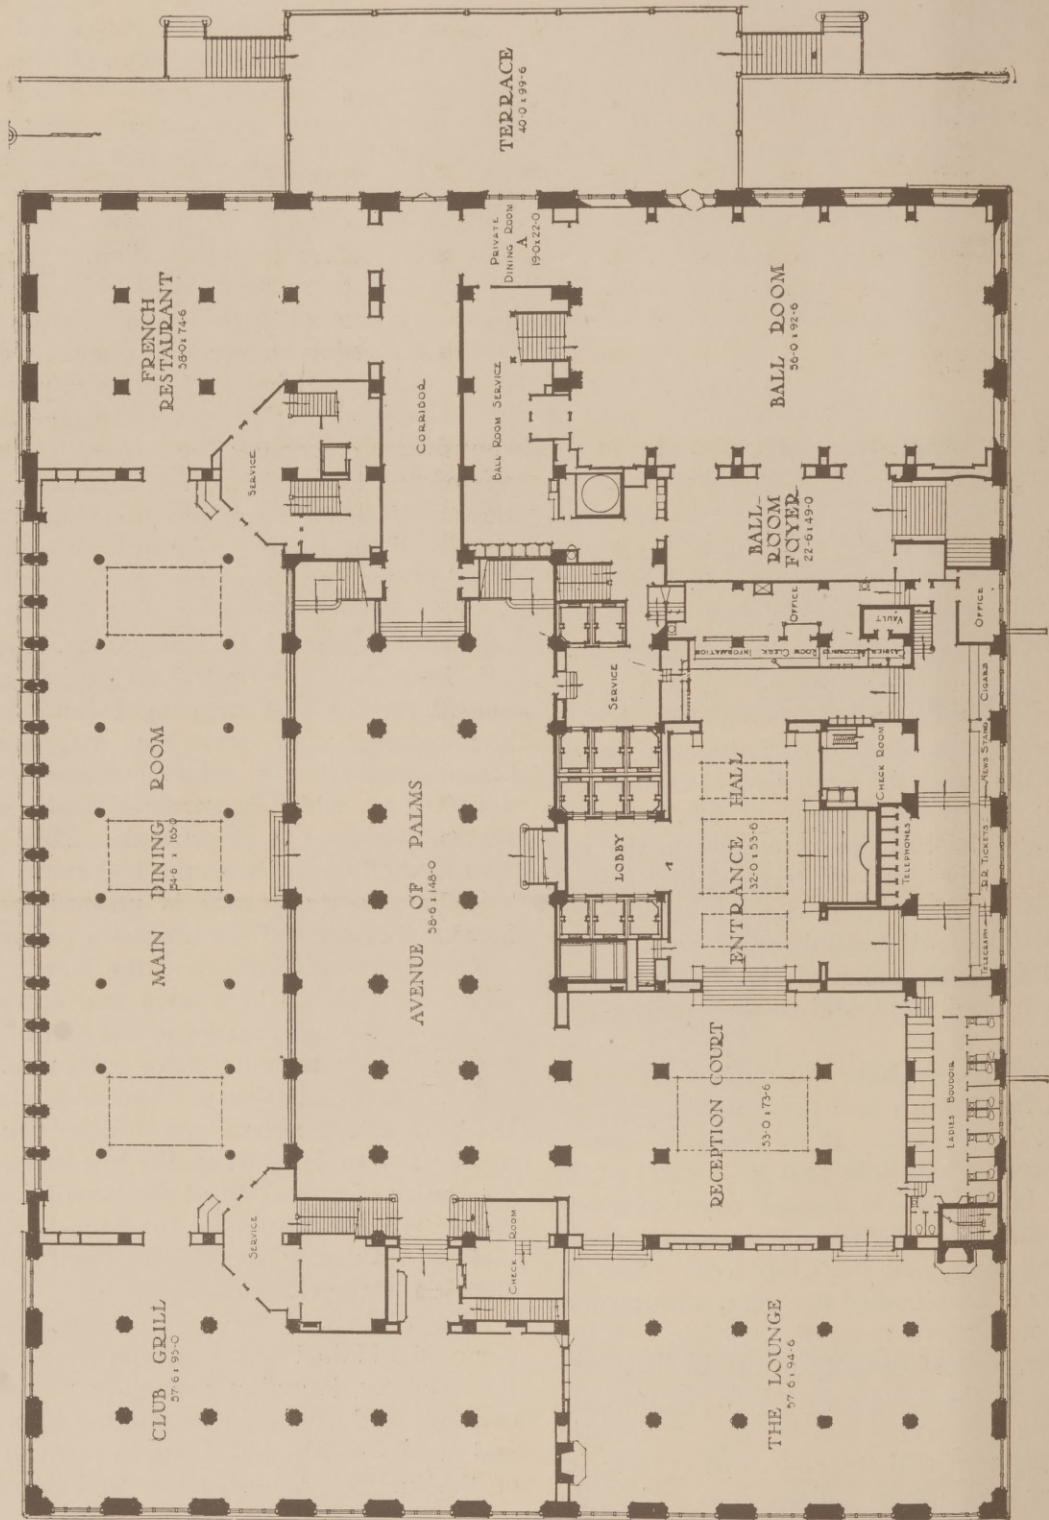 TERRACE
40-0 x 99-6
FRENCH
RESTAURANT
58-0 x 74-6
PRIVATE
DINING ROOM
A
19-0 x 22-0
BALL ROOM
56-0 x 92-6
SERVICE
CORRIDOR
BALL ROOM SERVICE
BALL-
ROOM
FOYER
22-6 x 49-0
MAIN DINING ROOM
54-6 x 165-0
AVENUE OF PALMS
58-6 x 148-0
SERVICE
OFFICE
VAULT
OFFICE
INFORMATION
ROOM CLERK
ACCOUNTS
CASHIER
CIGARS
NEWS STAND
R.R. TICKETS
TELEGRAPH
CHECK ROOM
TELEPHONES
LOBBY
ENTRANCE HALL
32-0 x 53-6
RECEPTION COURT
53-0 x 73-6
LADIES BOUDOIR
SERVICE
CHECK ROOM
CLUB GRILL
57-6 x 95-0
THE LOUNGE
57-6 x 94-6